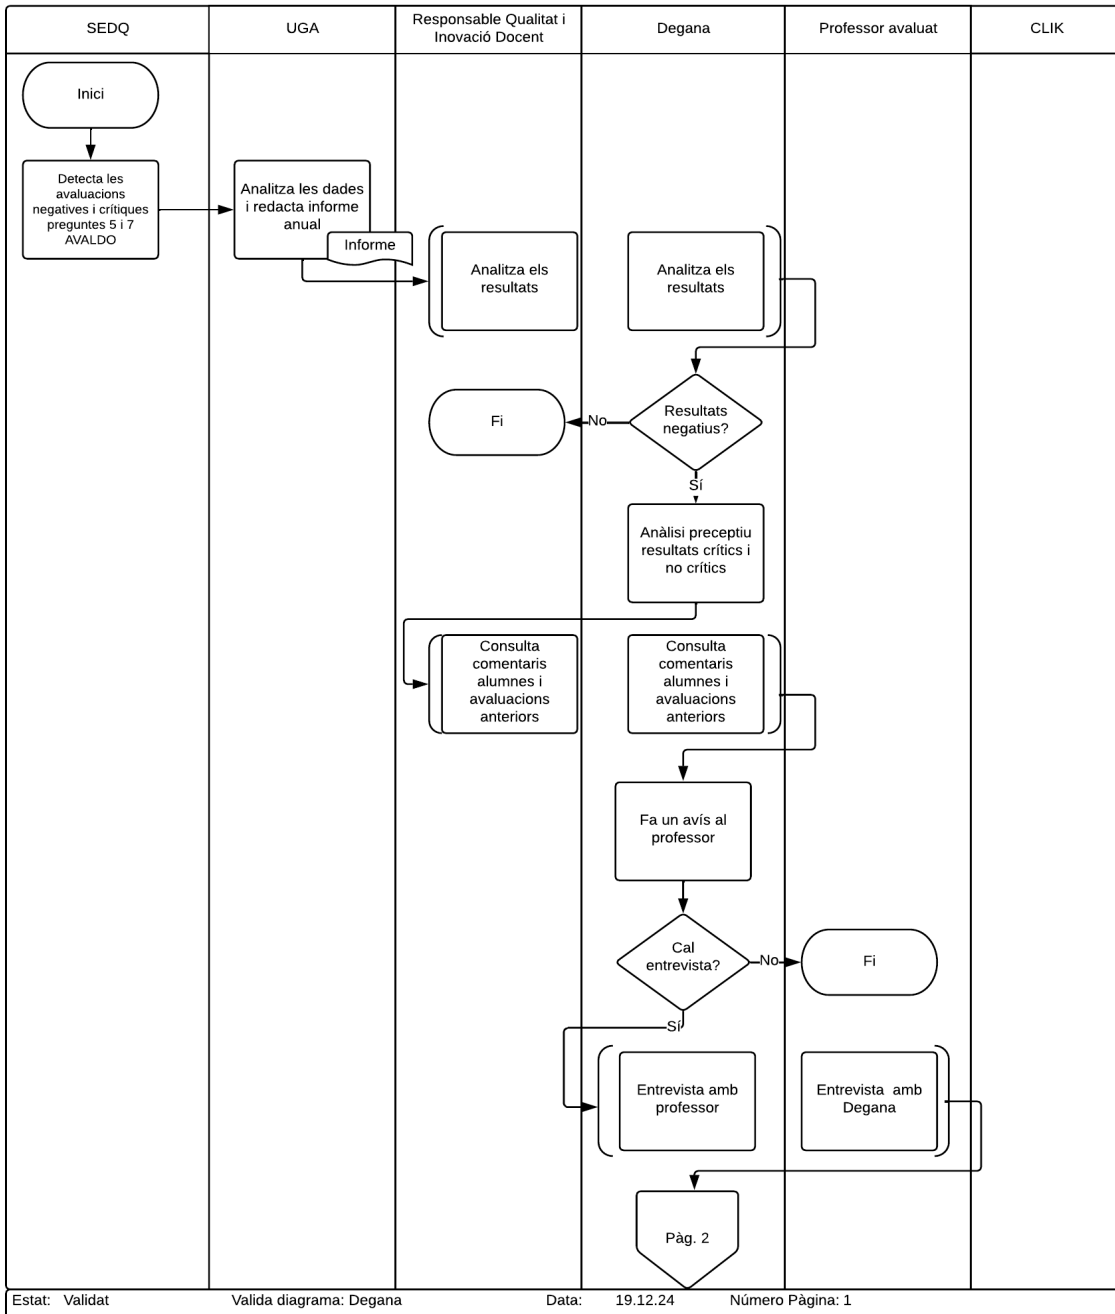 SEDQ
UGA
Responsable Qualitat i
Inovació Docent
Degana
Professor avaluat
CLIK
Inici
Detecta les
avaluacions
negatives i crítiques
preguntes 5 i 7
AVALDO
Analitza les dades
i redacta informe
anual
Informe
Analitza els
resultats
Analitza els
resultats
Resultats
negatius?
No
Fi
Sí
Anàlisi preceptiu
resultats crítics i
no crítics
Consulta
comentaris
alumnes i
avaluacions
anteriors
Consulta
comentaris
alumnes i
avaluacions
anteriors
Fa un avís al
professor
Cal
entrevista?
No
Fi
Sí
Entrevista amb
professor
Entrevista  amb
Degana
Pàg. 2
Estat: Validat Valida diagrama: Degana Data: 19.12.24 Número Pàgina: 1